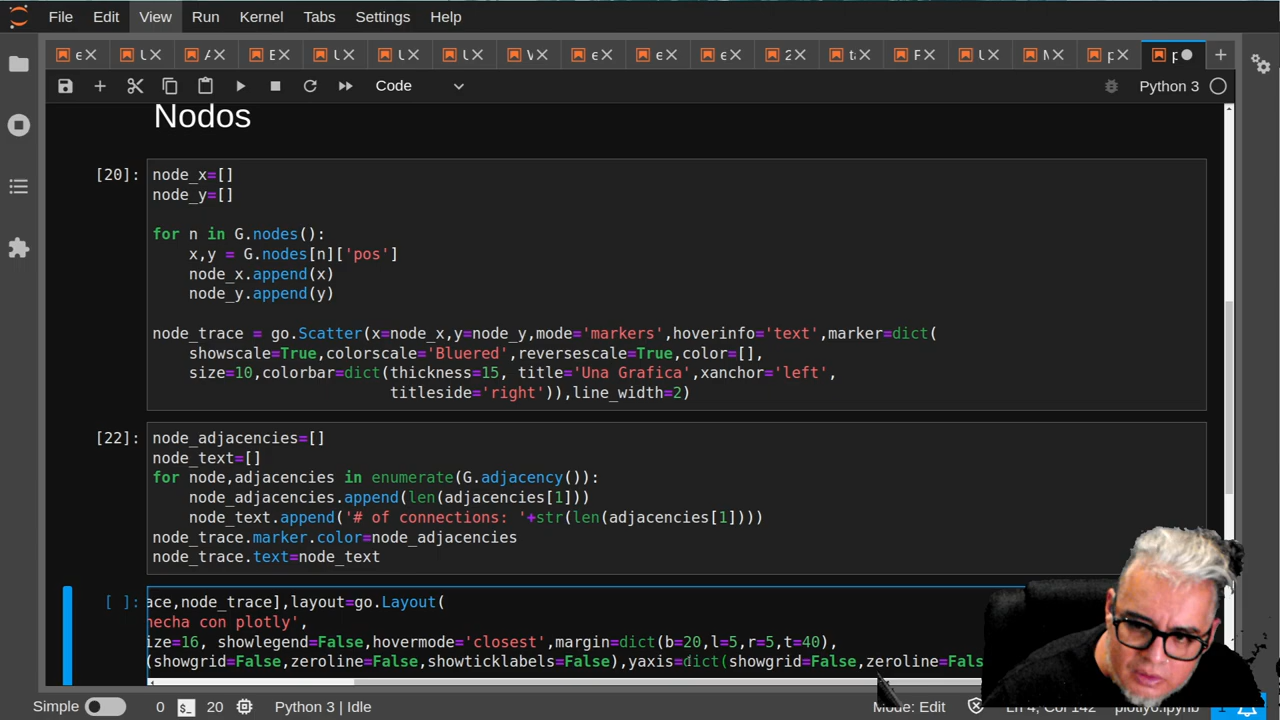 File Edit View Run Kernel Tabs Settings Help
Code
Python 3
Nodos
[20]:
node_x=[]
node_y=[]
for n in G.nodes():
x,y = G.nodes[n]['pos']
node_x.append(x)
node_y.append(y)
node_trace = go.Scatter(x=node_x,y=node_y,mode='markers',hoverinfo='text',marker=dict(
showscale=True,colorscale='Bluered',reversescale=True,color=[],
size=10,colorbar=dict(thickness=15, title='Una Grafica',xanchor='left',
titleside='right')),line_width=2)
[22]:
node_adjacencies=[]
node_text=[]
for node,adjacencies in enumerate(G.adjacency()):
node_adjacencies.append(len(adjacencies[1]))
node_text.append('# of connections: '+str(len(adjacencies[1])))
node_trace.marker.color=node_adjacencies
node_trace.text=node_text
[ ]:
ace,node_trace],layout=go.Layout(
hecha con plotly',
ize=16, showlegend=False,hovermode='closest',margin=dict(b=20,l=5,r=5,t=40),
(showgrid=False,zeroline=False,showticklabels=False),yaxis=dict(showgrid=False,zeroline=Fals
Simple 0 $_ 20 Python 3 | Idle Mode: Edit Ln 4, Col 142